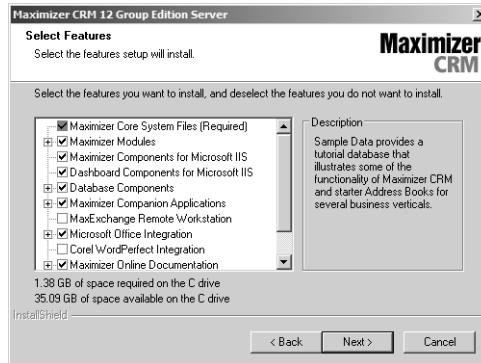 Maximizer CRM 12 Group Edition Server
Select Features
Select the features setup will install.
Maximizer
CRM
Select the features you want to install, and deselect the features you do not want to install.
Maximizer Core System Files (Required)
Maximizer Modules
Maximizer Components for Microsoft IIS
Dashboard Components for Microsoft IIS
Database Components
Maximizer Companion Applications
MaxExchange Remote Workstation
Microsoft Office Integration
Corel WordPerfect Integration
Maximizer Online Documentation
Description
Sample Data provides a
tutorial database that
illustrates some of the
functionality of Maximizer CRM
and starter Address Books for
several business verticals.
1.38 GB of space required on the C drive
35.09 GB of space available on the C drive
InstallShield
< Back
Next >
Cancel